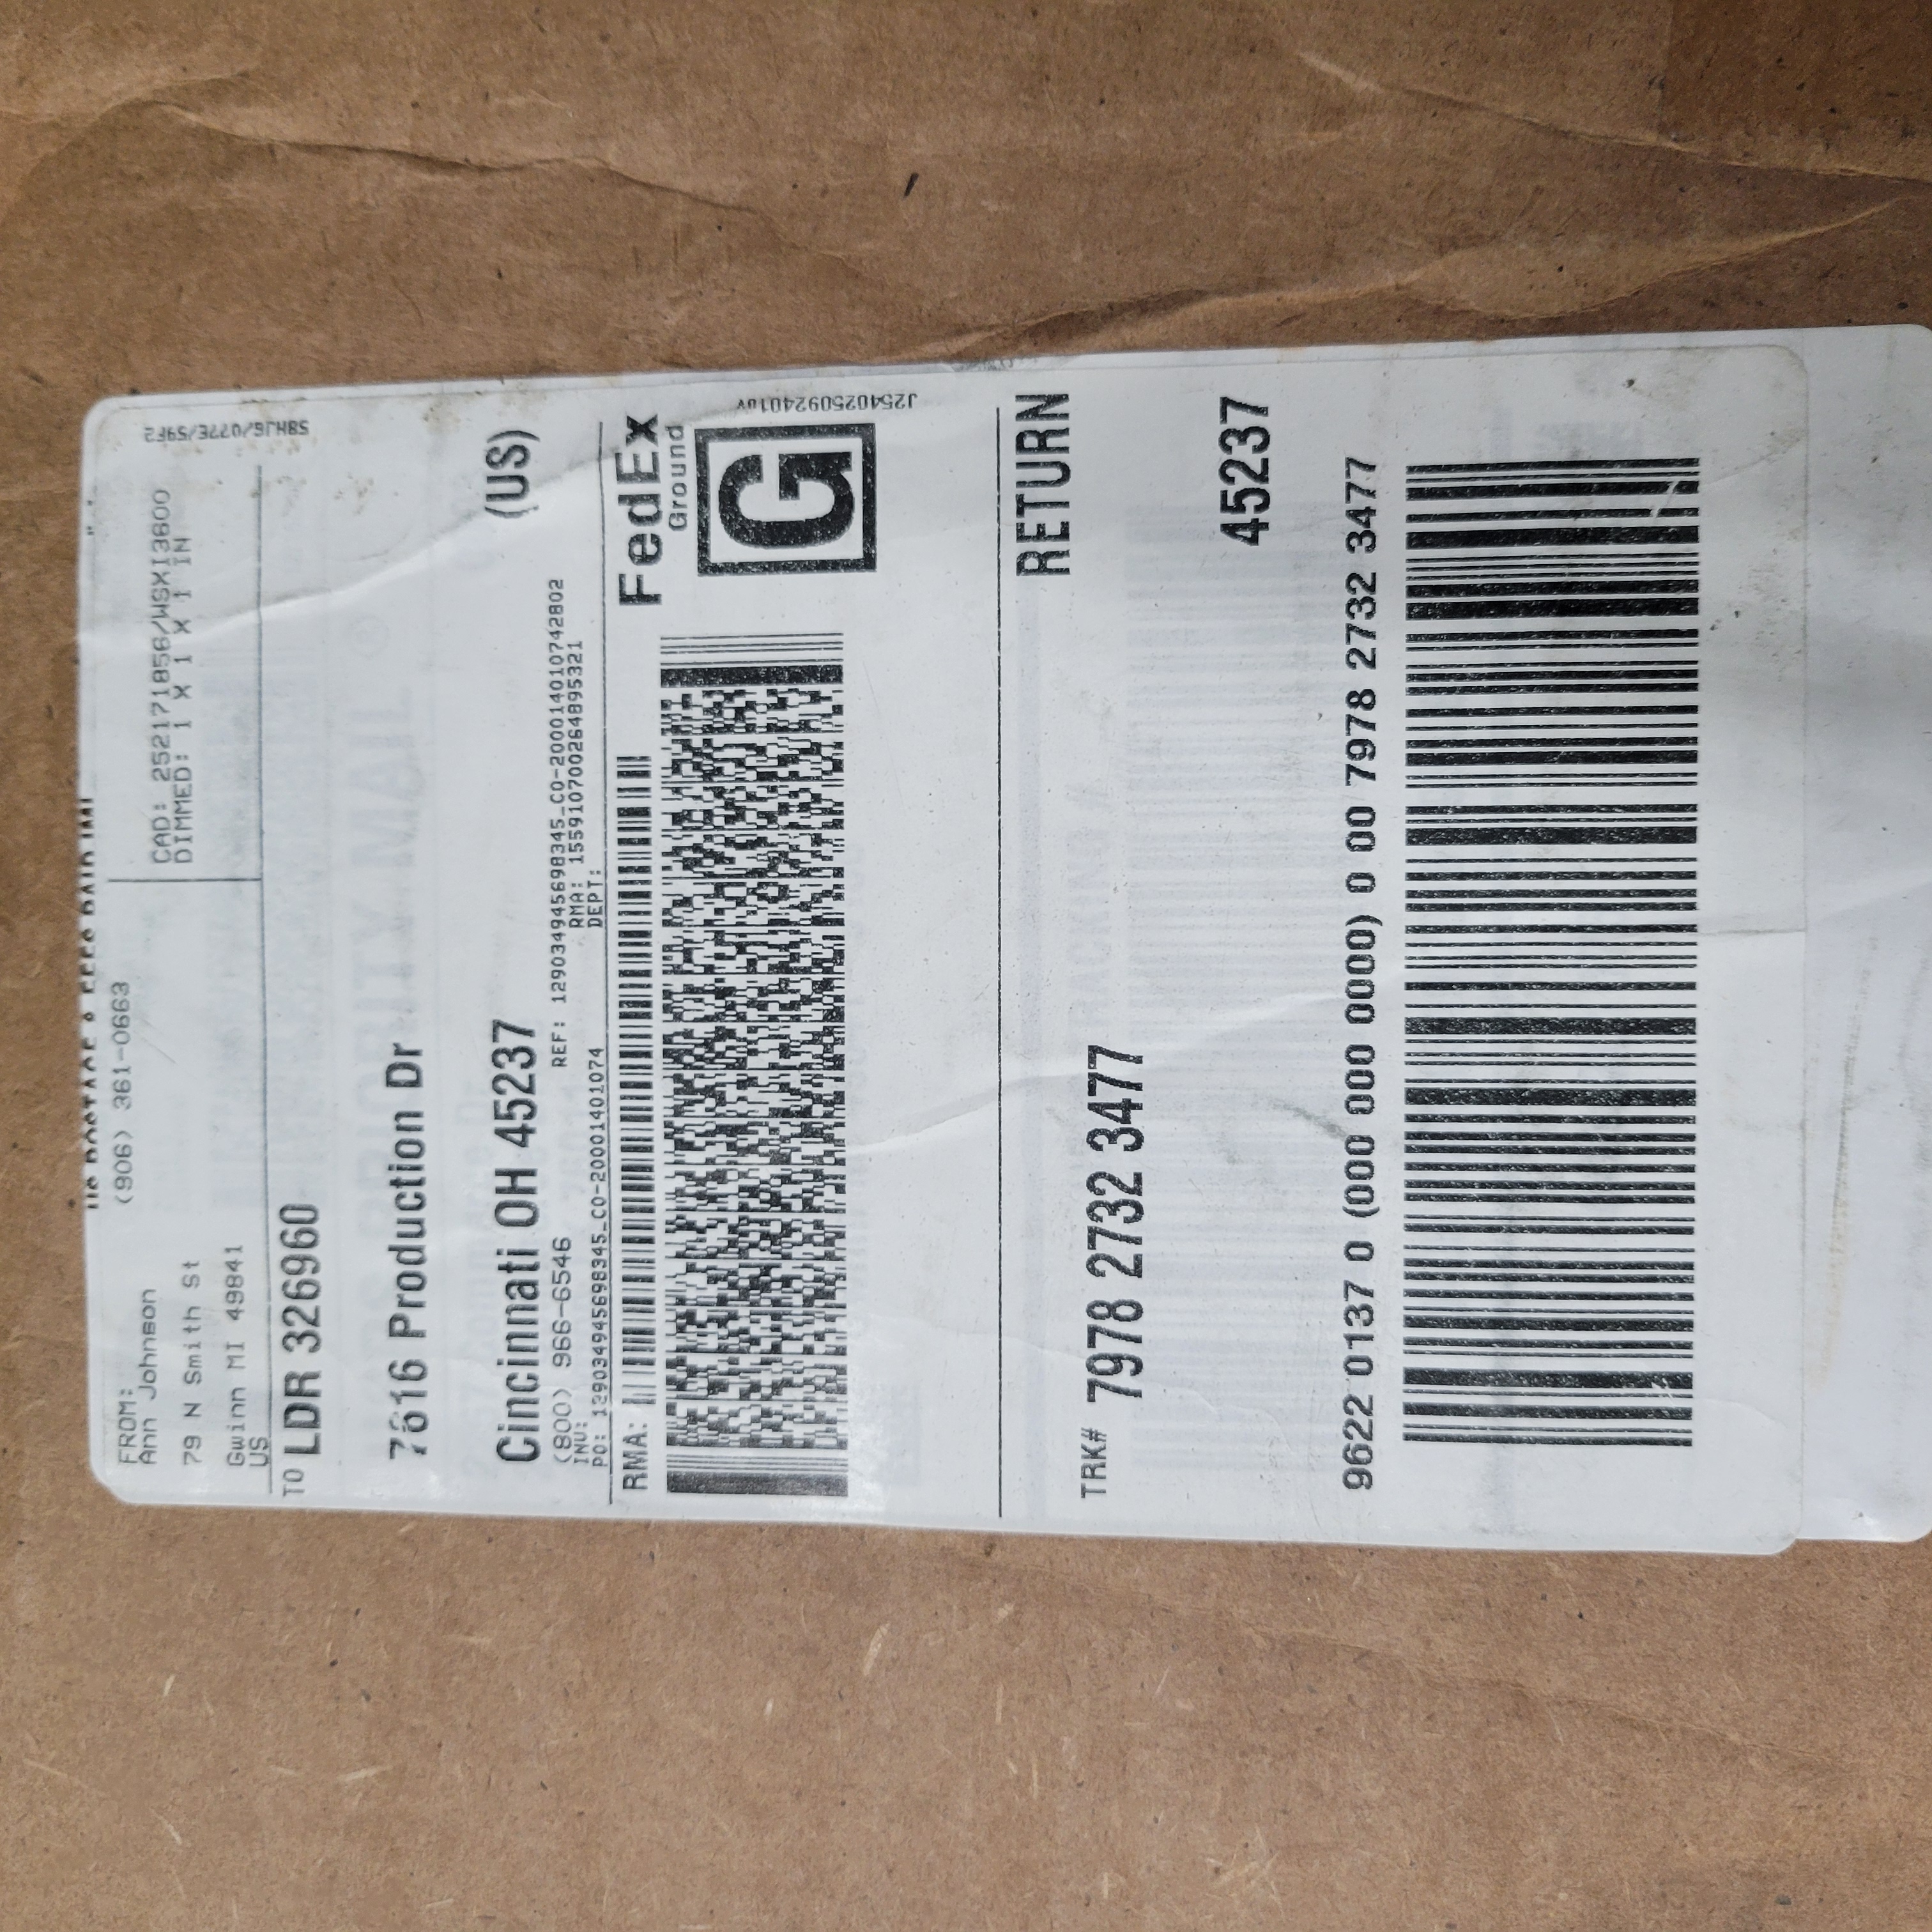 FROM:
Ann Johnson
(906) 361-0663
79 N Smith St
Gwinn MI 49841
US
CAD: 252171856/WSXI3600
DIMMED: 1 X 1 X 1 IN
TO LDR 326960
7616 Production Dr
Cincinnati OH 45237
(US)
(800) 966-6546
REF: 129034945698345_CO-20001401074 2802
INV:
RMA: 155910700264895321
PO: 129034945698345_CO-20001401074
DEPT:
58HJ6/077E/59F2
RMA:
FedEx
Ground
G
J254025092401uv
RETURN
TRK# 7978 2732 3477
45237
9622 0137 0 (000 000 0000) 0 00 7978 2732 3477